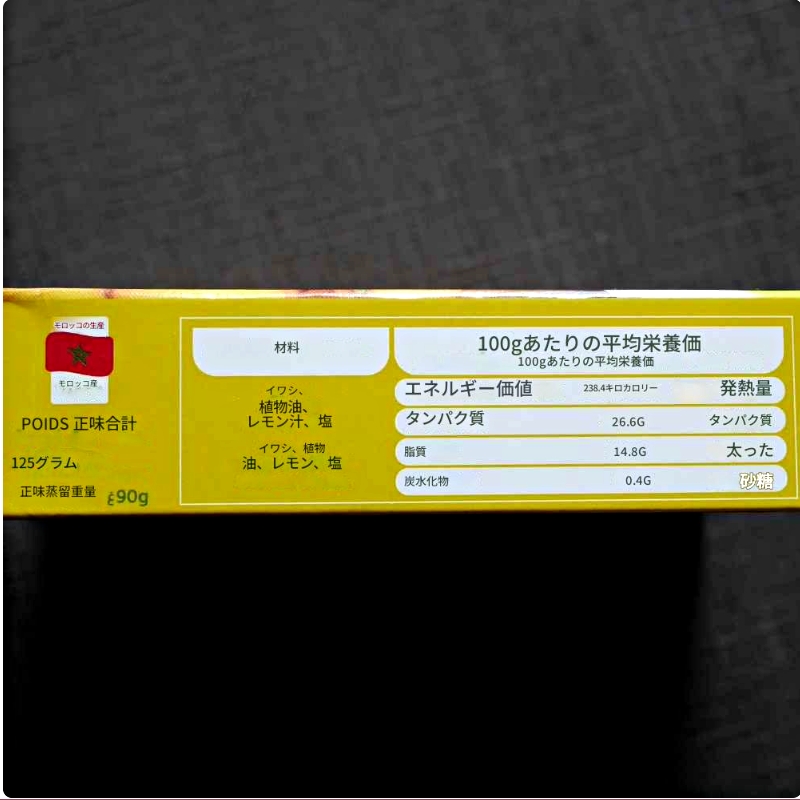 モロッコの生産
モロッコ産
POIDS 正味合計
125グラム
正味蒸留重量 غ90g
材料
イワシ、
植物油、
レモン汁、塩
イワシ、植物
油、レモン、塩
100gあたりの平均栄養価
100gあたりの平均栄養価
エネルギー価値 238.4キロカロリー 発熱量
タンパク質 26.6G タンパク質
脂質 14.8G 太った
炭水化物 0.4G 砂糖